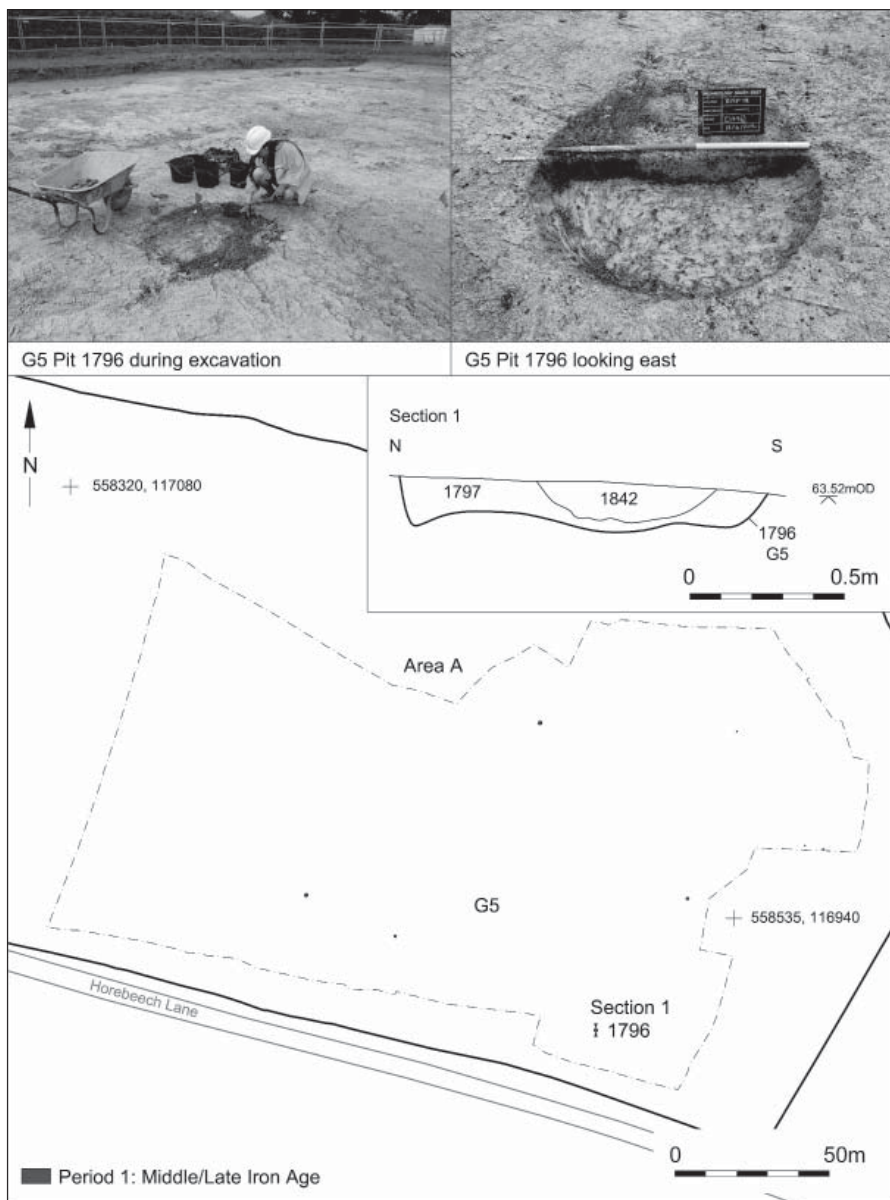 G5 Pit 1796 during excavation
G5 Pit 1796 looking east
Section 1
N
S
1797
1842
63.52mOD
1796
G5
0
0.5m
N
558320, 117080
Area A
G5
558535, 116940
Section 1
1796
Horebeech Lane
Period 1: Middle/Late Iron Age
0
50m